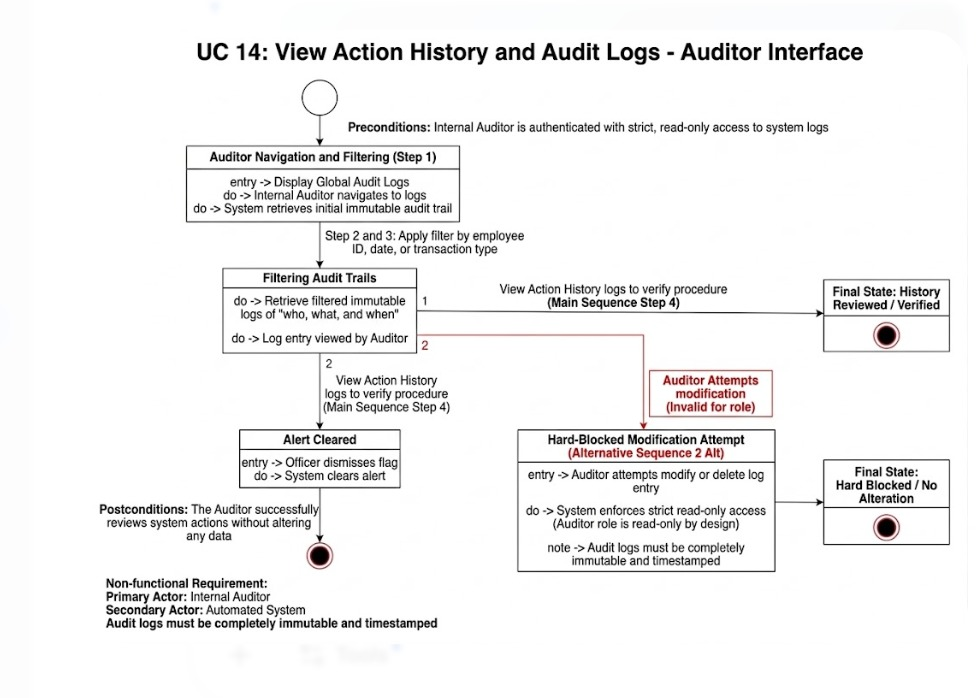 UC 14: View Action History and Audit Logs - Auditor Interface
Preconditions: Internal Auditor is authenticated with strict, read-only access to system logs
Auditor Navigation and Filtering (Step 1)
entry -> Display Global Audit Logs
do -> Internal Auditor navigates to logs
do -> System retrieves initial immutable audit trail
Step 2 and 3: Apply filter by employee
ID, date, or transaction type
Filtering Audit Trails
do -> Retrieve filtered immutable
logs of "who, what, and when"
do -> Log entry viewed by Auditor
1
View Action History logs to verify procedure
(Main Sequence Step 4)
Final State: History
Reviewed / Verified
2
Auditor Attempts
modification
(Invalid for role)
2
View Action History
logs to verify procedure
(Main Sequence Step 4)
Alert Cleared
entry -> Officer dismisses flag
do -> System clears alert
Hard-Blocked Modification Attempt
(Alternative Sequence 2 Alt)
entry -> Auditor attempts modify or delete log
entry
do -> System enforces strict read-only access
(Auditor role is read-only by design)
note -> Audit logs must be completely
immutable and timestamped
Final State:
Hard Blocked / No
Alteration
Postconditions: The Auditor successfully
reviews system actions without altering
any data
Non-functional Requirement:
Primary Actor: Internal Auditor
Secondary Actor: Automated System
Audit logs must be completely immutable and timestamped